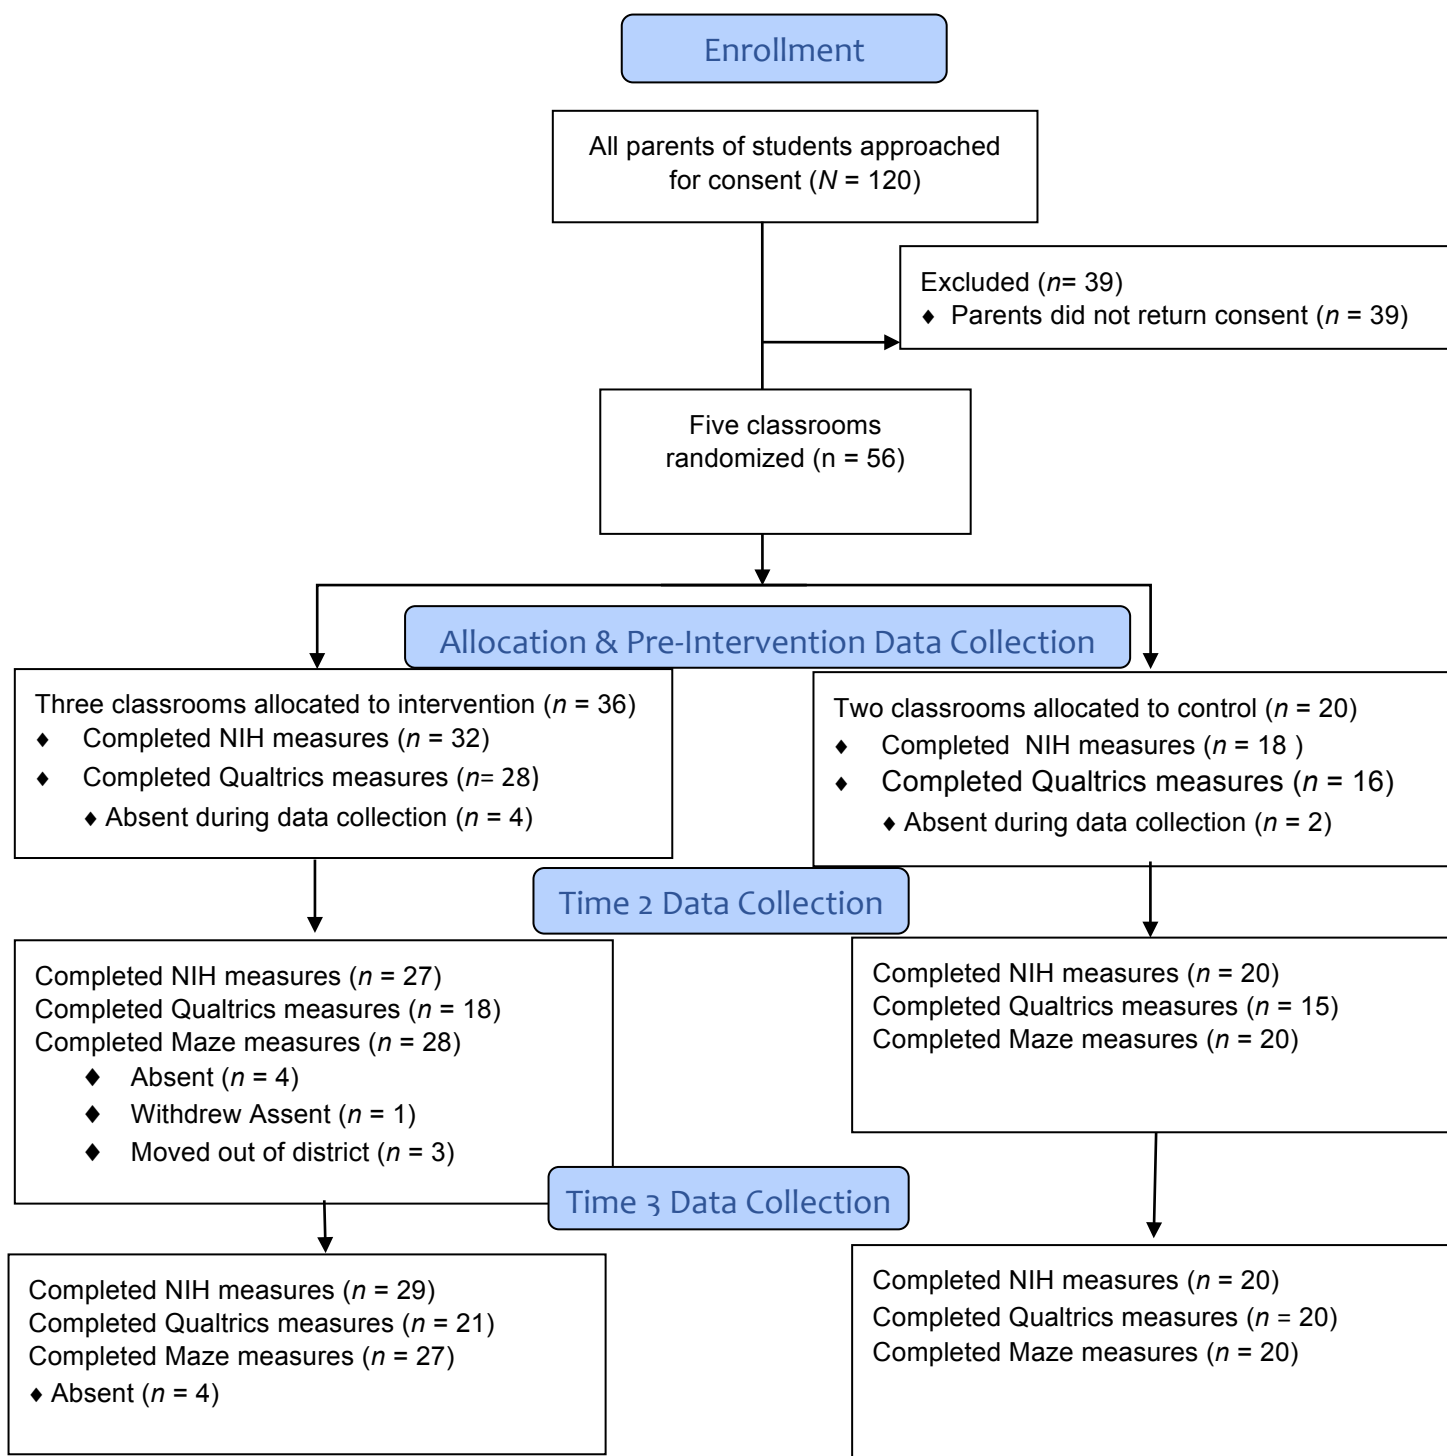 Enrollment
All parents of students approached
for consent (N = 120)
Excluded (n= 39)
♦ Parents did not return consent (n = 39)
Five classrooms
randomized (n = 56)
Allocation & Pre-Intervention Data Collection
Three classrooms allocated to intervention (n = 36)
♦ Completed NIH measures (n = 32)
♦ Completed Qualtrics measures (n= 28)
♦ Absent during data collection (n = 4)
Two classrooms allocated to control (n = 20)
♦ Completed NIH measures (n = 18 )
♦ Completed Qualtrics measures (n = 16)
♦ Absent during data collection (n = 2)
Time 2 Data Collection
Completed NIH measures (n = 27)
Completed Qualtrics measures (n = 18)
Completed Maze measures (n = 28)
♦ Absent (n = 4)
♦ Withdrew Assent (n = 1)
♦ Moved out of district (n = 3)
Completed NIH measures (n = 20)
Completed Qualtrics measures (n = 15)
Completed Maze measures (n = 20)
Time 3 Data Collection
Completed NIH measures (n = 29)
Completed Qualtrics measures (n = 21)
Completed Maze measures (n = 27)
♦ Absent (n = 4)
Completed NIH measures (n = 20)
Completed Qualtrics measures (n = 20)
Completed Maze measures (n = 20)